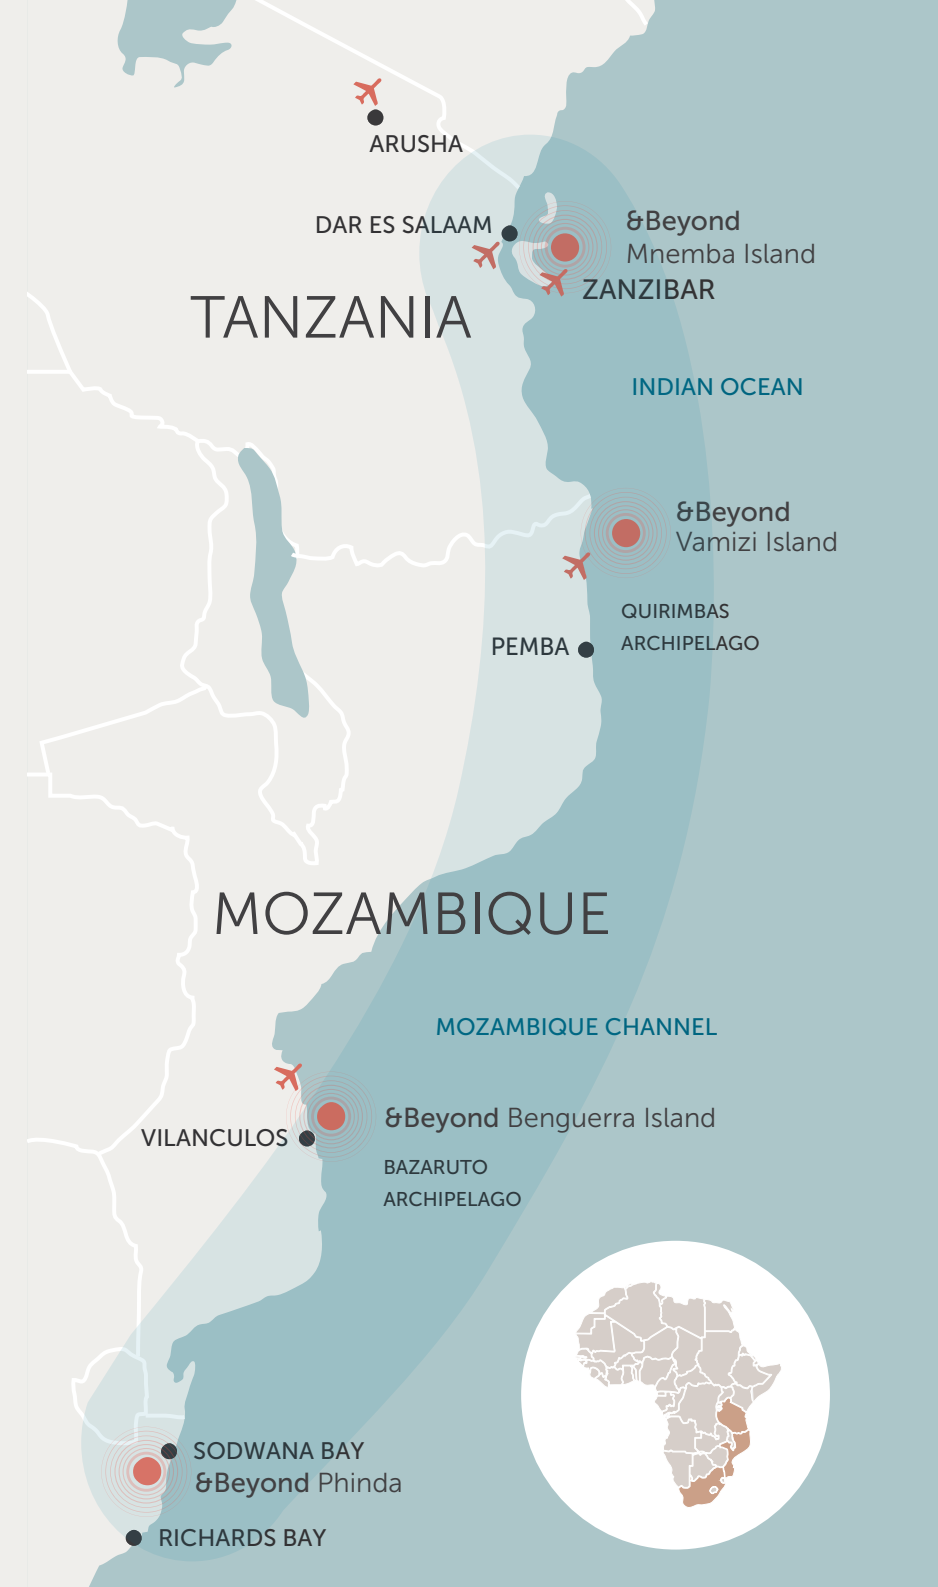 ARUSHA
DAR ES SALAAM
&Beyond
Mnemba Island
ZANZIBAR
TANZANIA
INDIAN OCEAN
&Beyond
Vamizi Island
QUIRIMBAS
ARCHIPELAGO
PEMBA
MOZAMBIQUE
MOZAMBIQUE CHANNEL
&Beyond Benguerra Island
VILANCULOS
BAZARUTO
ARCHIPELAGO
SODWANA BAY
&Beyond Phinda
RICHARDS BAY